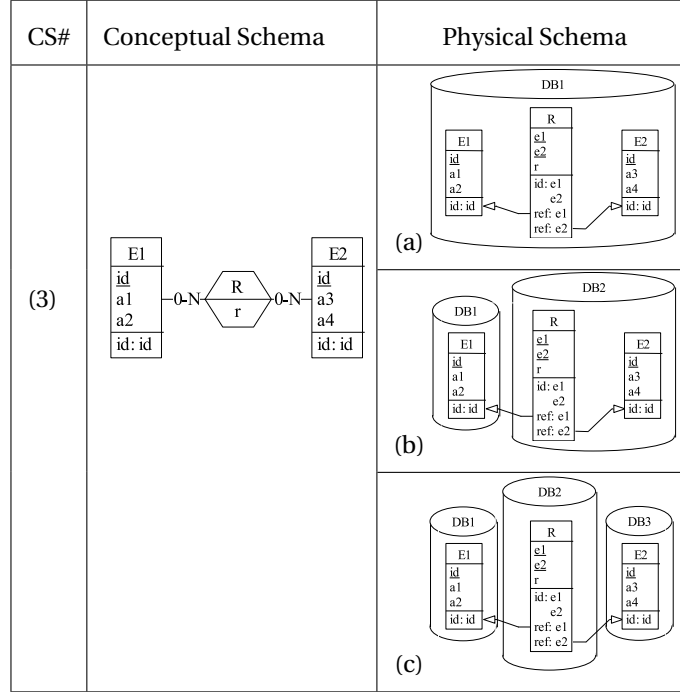 CS# Conceptual Schema Physical Schema
(3)
E1
id
a1
a2
id: id
0-N
R
r
0-N
E2
id
a3
a4
id: id
DB1
E1
id
a1
a2
id: id
R
e1
e2
r
id: e1
e2
ref: e1
ref: e2
E2
id
a3
a4
id: id
(a)
DB1
E1
id
a1
a2
id: id
DB2
R
e1
e2
r
id: e1
e2
ref: e1
ref: e2
E2
id
a3
a4
id: id
(b)
DB1
E1
id
a1
a2
id: id
DB2
R
e1
e2
r
id: e1
e2
ref: e1
ref: e2
DB3
E2
id
a3
a4
id: id
(c)